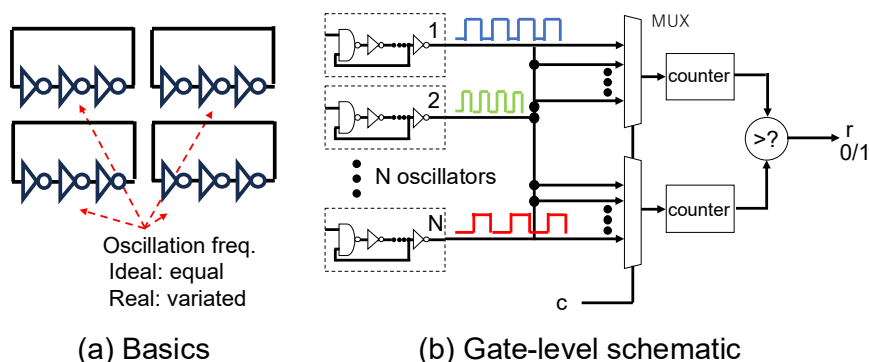 Oscillation freq.
Ideal: equal
Real: variated
(a) Basics
1
2
N oscillators
N
MUX
counter
counter
>?
r
0/1
c
(b) Gate-level schematic